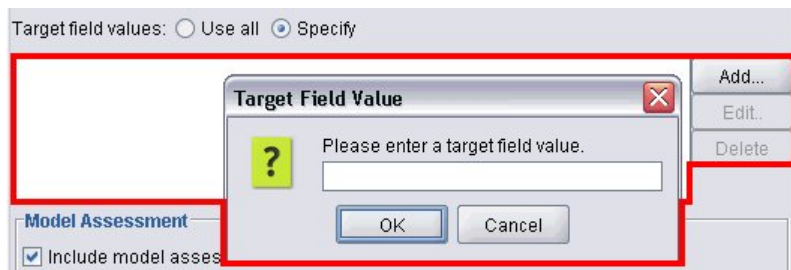 Target field values: Use all Specify
Add...
Target Field Value
Edit..
Please enter a target field value.
Delete
?
OK Cancel
Model Assessment
Include model asses